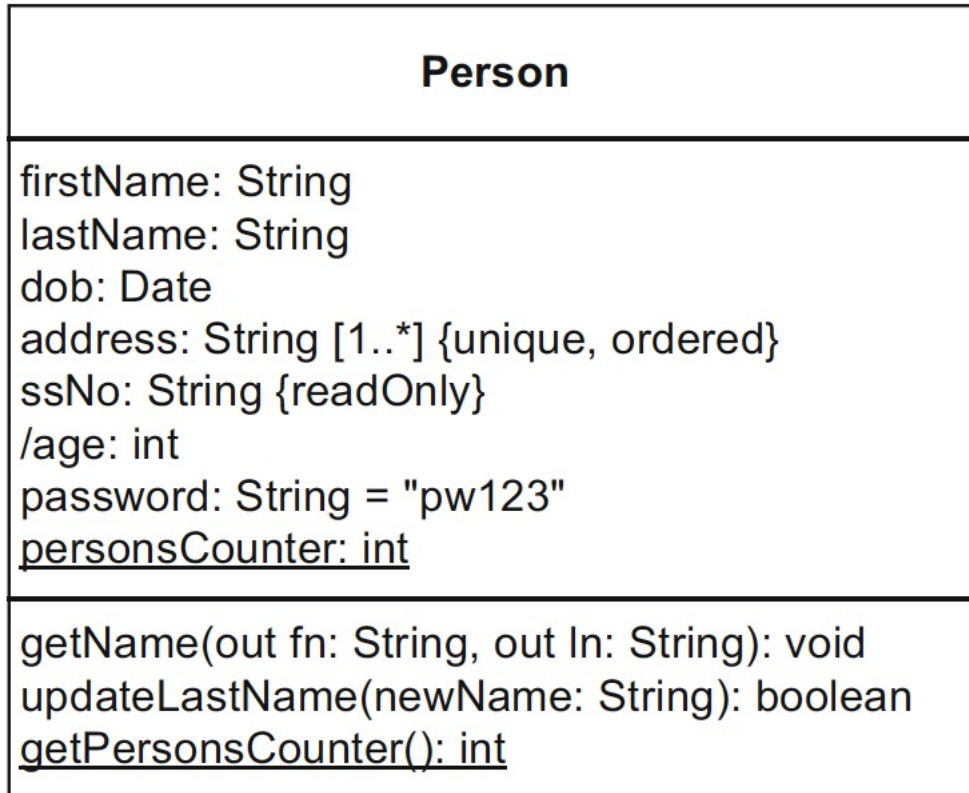 Person
firstName: String
lastName: String
dob: Date
address: String [1..*] {unique, ordered}
ssNo: String {readOnly}
/age: int
password: String = "pw123"
personsCounter: int
getName(out fn: String, out ln: String): void
updateLastName(newName: String): boolean
getPersonsCounter(): int